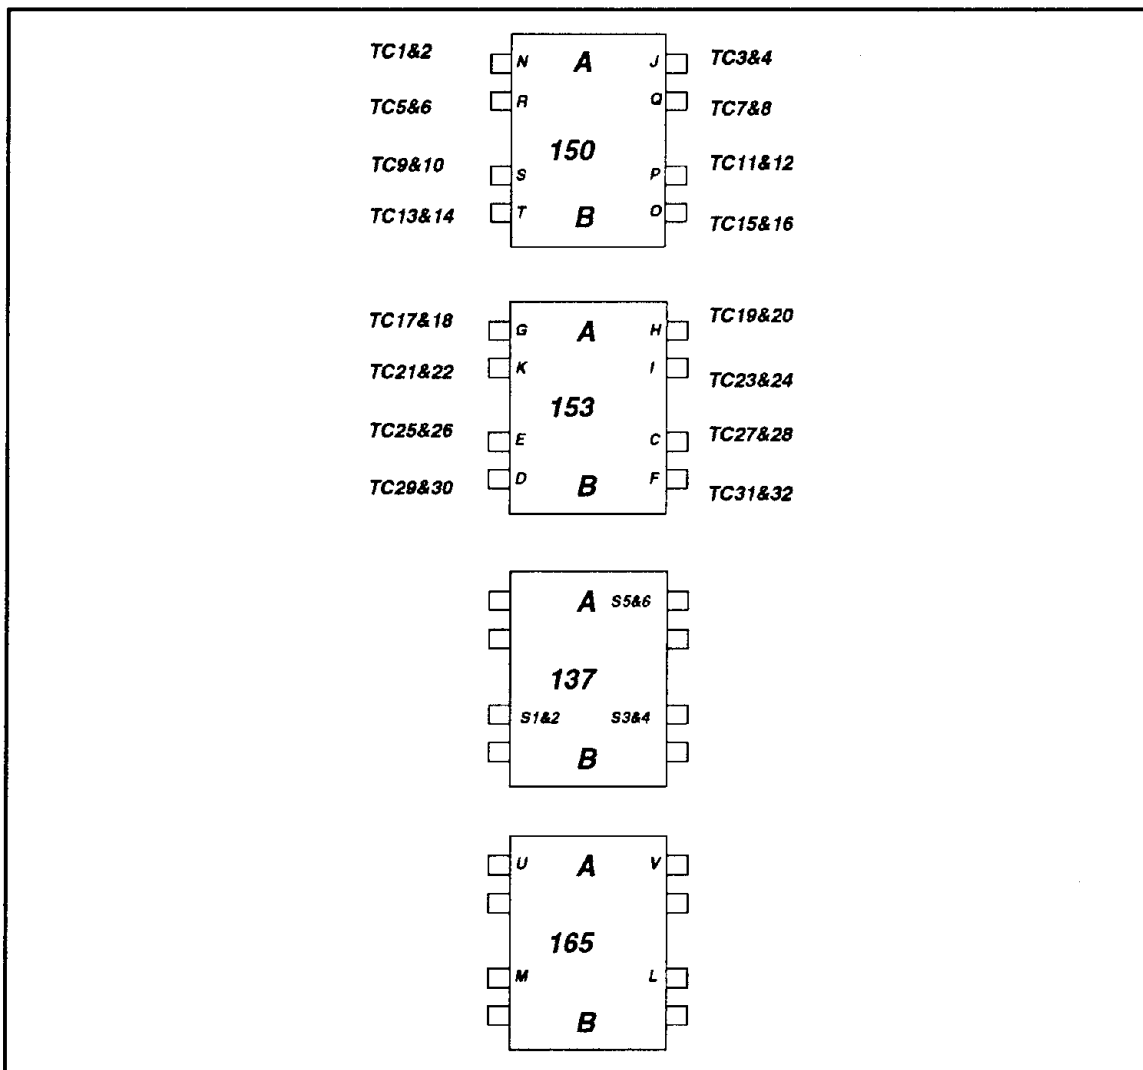 TC1&2 N A J TC3&4
TC5&6 R Q TC7&8
150
TC9&10 S P TC11&12
TC13&14 T B O TC15&16
TC17&18 G A H TC19&20
TC21&22 K I TC23&24
153
TC25&26 E C TC27&28
TC29&30 D B F TC31&32
A S5&6
137
S1&2 S3&4
B
U A V
165
M L
B